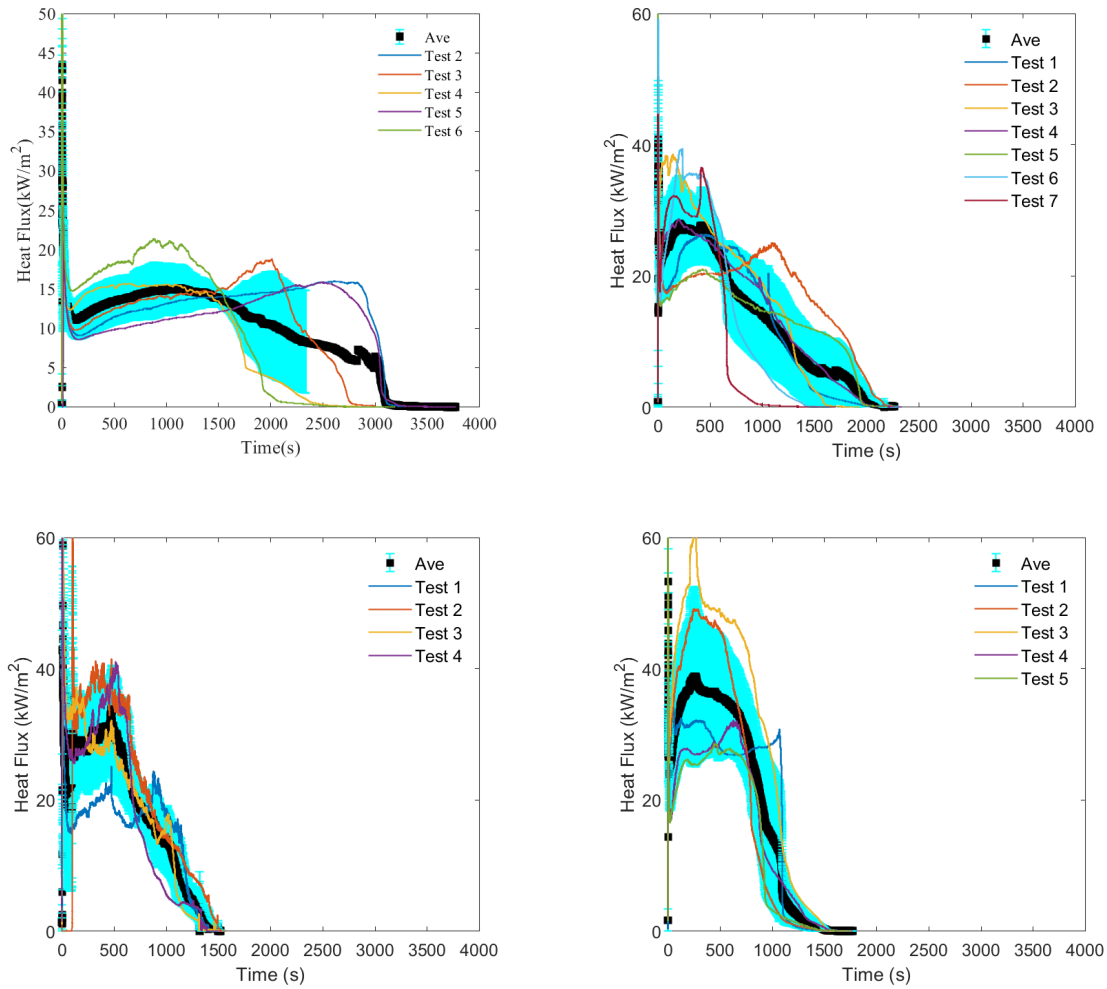 50
45
40
35
30
25
20
15
10
5
0
Heat Flux(kW/m2)
0 500 1000 1500 2000 2500 3000 3500 4000
Time(s)
Ave
Test 2
Test 3
Test 4
Test 5
Test 6
60
40
20
0
Heat Flux (kW/m2)
0 500 1000 1500 2000 2500 3000 3500 4000
Time (s)
Ave
Test 1
Test 2
Test 3
Test 4
Test 5
Test 6
Test 7
60
40
20
0
Heat Flux (kW/m2)
0 500 1000 1500 2000 2500 3000 3500 4000
Time (s)
Ave
Test 1
Test 2
Test 3
Test 4
60
40
20
0
Heat Flux (kW/m2)
0 500 1000 1500 2000 2500 3000 3500 4000
Time (s)
Ave
Test 1
Test 2
Test 3
Test 4
Test 5